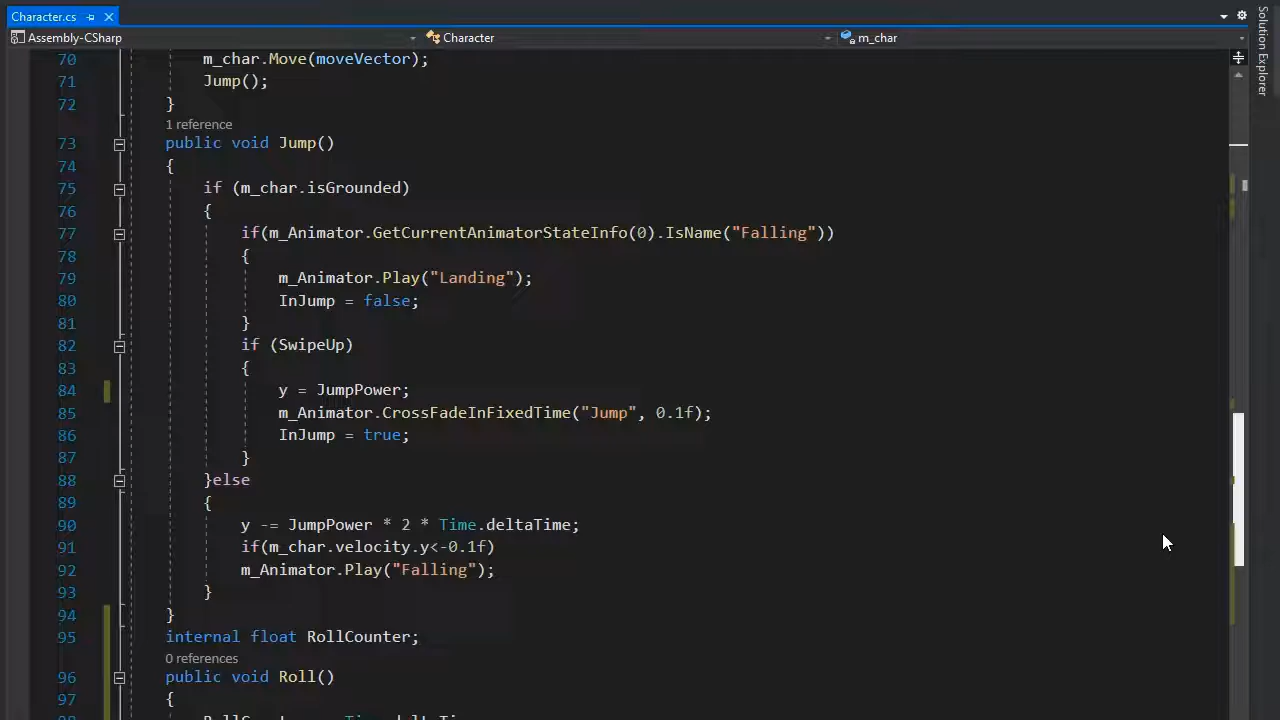 Character.cs
Assembly-CSharp Character m_char
Solution Explorer
70 m_char.Move(moveVector);
71 Jump();
72 }
1 reference
73 public void Jump()
74 {
75 if (m_char.isGrounded)
76 {
77 if(m_Animator.GetCurrentAnimatorStateInfo(0).IsName("Falling"))
78 {
79 m_Animator.Play("Landing");
80 InJump = false;
81 }
82 if (SwipeUp)
83 {
84 y = JumpPower;
85 m_Animator.CrossFadeInFixedTime("Jump", 0.1f);
86 InJump = true;
87 }
88 }else
89 {
90 y -= JumpPower * 2 * Time.deltaTime;
91 if(m_char.velocity.y<-0.1f)
92 m_Animator.Play("Falling");
93 }
94 }
95 internal float RollCounter;
0 references
96 public void Roll()
97 {